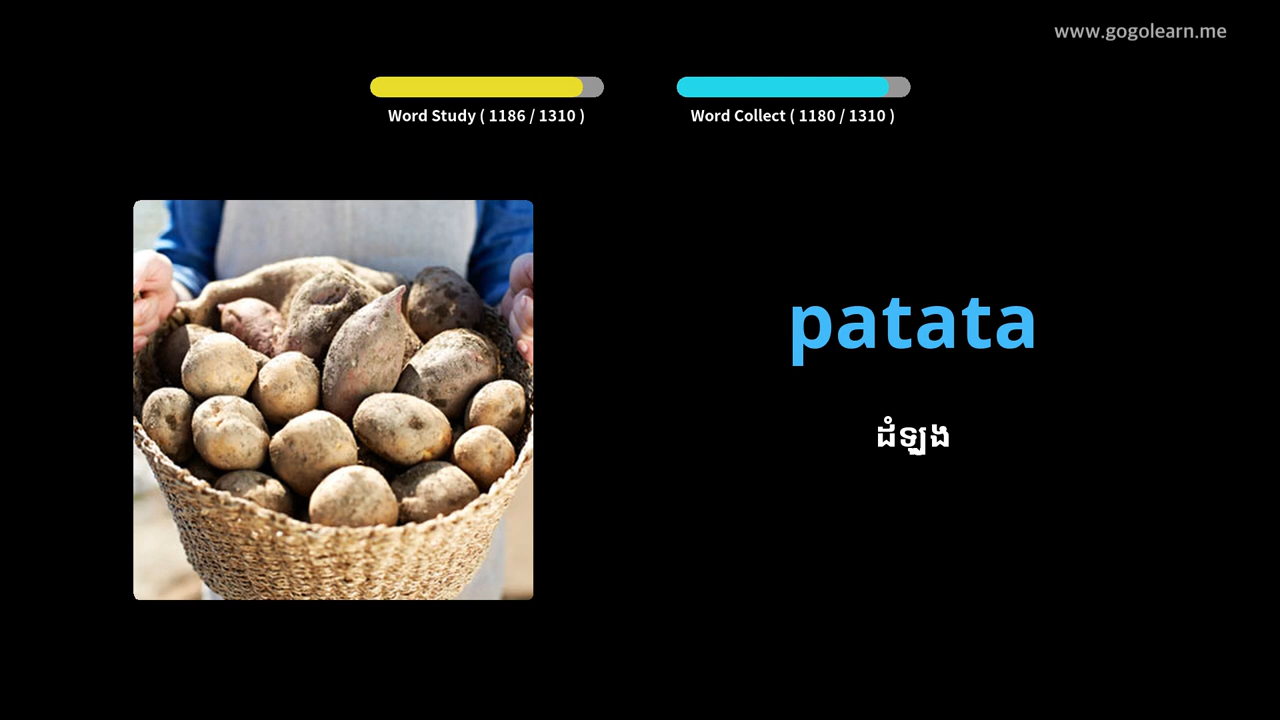 www.gogolearn.me
Word Study ( 1186 / 1310 )
Word Collect ( 1180 / 1310 )
patata
ដំឡូង